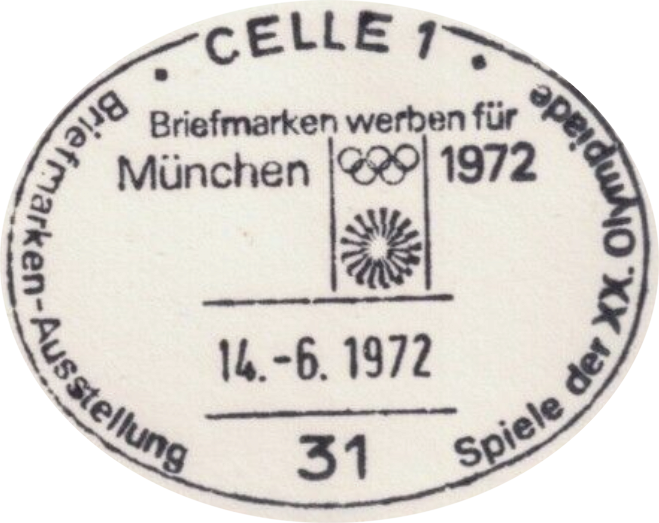 CELLE 1
Briefmarken-Ausstellung
Briefmarken werben für
München 1972
14.-6. 1972
31
Spiele der XX. Olympiade